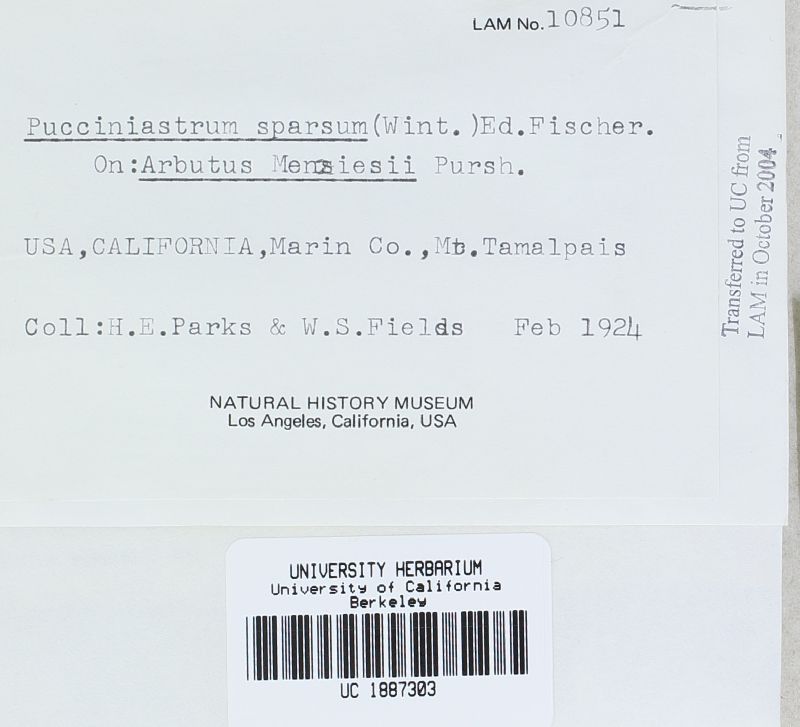 LAM No. 10851
Pucciniastrum sparsum (Wint.)Ed.Fischer.
On:Arbutus Menziesii Pursh.
USA,CALIFORNIA,Marin Co.,Mt.Tamalpais
Coll:H.E.Parks & W.S.Fields Feb 1924
NATURAL HISTORY MUSEUM
Los Angeles, California, USA
Transferred to UC from
LAM in October 2004
UNIVERSITY HERBARIUM
University of California
Berkeley
UC 1887303